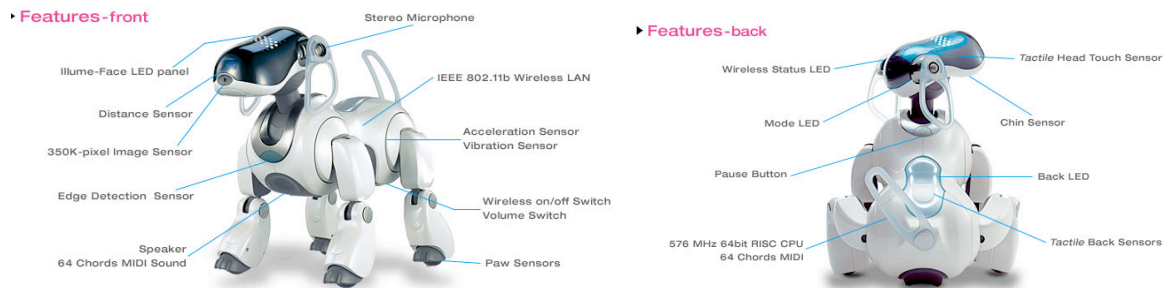 Features-front
Stereo Microphone
Illume-Face LED panel
IEEE 802.11b Wireless LAN
Distance Sensor
Acceleration Sensor
Vibration Sensor
350K-pixel Image Sensor
Edge Detection Sensor
Wireless on/off Switch
Volume Switch
Speaker
64 Chords MIDI Sound
Paw Sensors
Features-back
Wireless Status LED
Tactile Head Touch Sensor
Mode LED
Chin Sensor
Pause Button
Back LED
576 MHz 64bit RISC CPU
64 Chords MIDI
Tactile Back Sensors